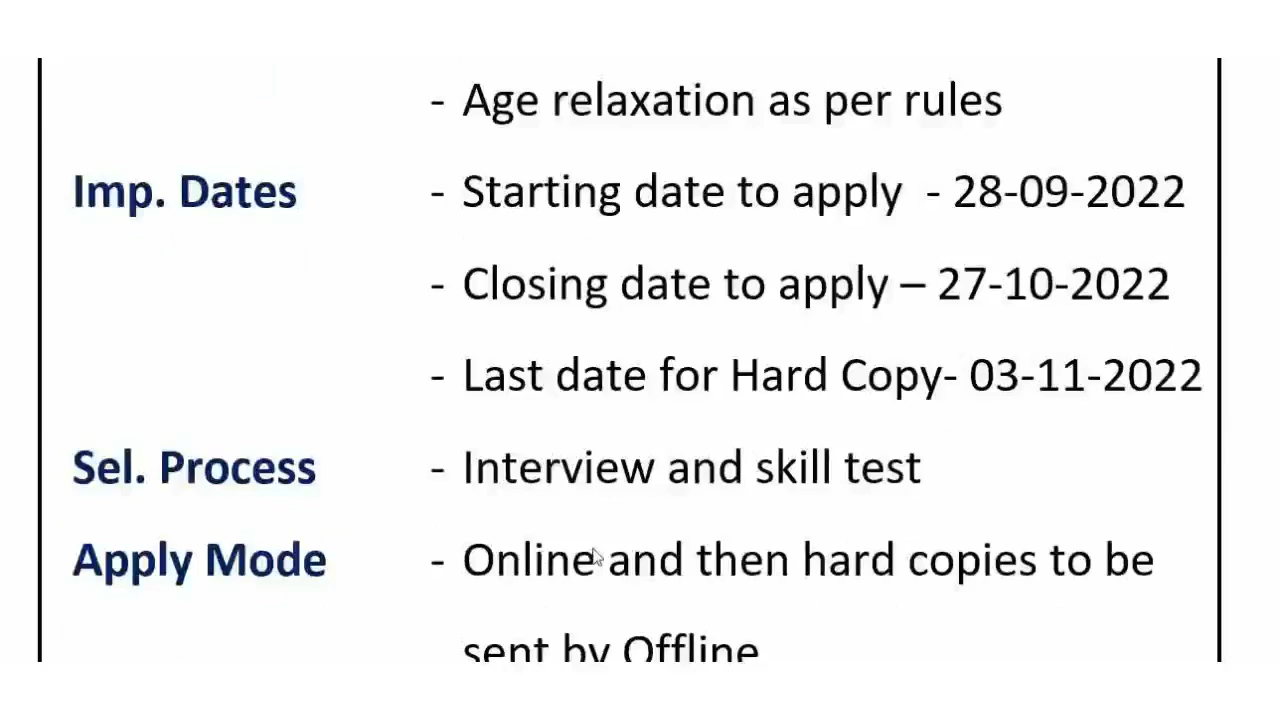 - Age relaxation as per rules
Imp. Dates - Starting date to apply - 28-09-2022
- Closing date to apply – 27-10-2022
- Last date for Hard Copy- 03-11-2022
Sel. Process - Interview and skill test
Apply Mode - Online and then hard copies to be
sent by Offline